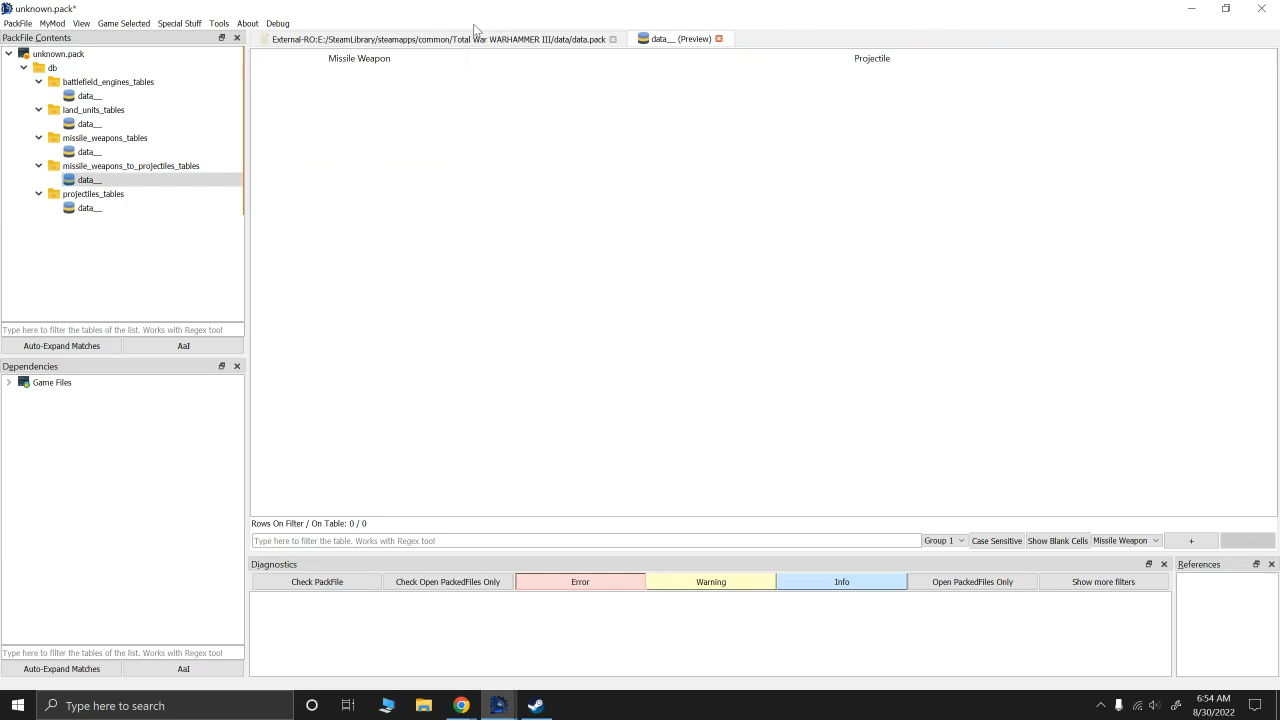 unknown.pack*
PackFile MyMod View Game Selected Special Stuff Tools About Debug
PackFile Contents
unknown.pack
db
battlefield_engines_tables
data__
land_units_tables
data__
missile_weapons_tables
data__
missile_weapons_to_projectiles_tables
data__
projectiles_tables
data__
Type here to filter the tables of the list. Works with Regex too!
Auto-Expand Matches AaI
Dependencies
Game Files
Type here to filter the tables of the list. Works with Regex too!
Auto-Expand Matches AaI
External-RO:E:/SteamLibrary/steamapps/common/Total War WARHAMMER III/data/data.pack data__ (Preview)
Missile Weapon Projectile
Rows On Filter / On Table: 0 / 0
Type here to filter the table. Works with Regex too! Group 1 Case Sensitive Show Blank Cells Missile Weapon + -
Diagnostics
Check PackFile Check Open PackedFiles Only Error Warning Info Open PackedFiles Only Show more filters
References
Type here to search
6:54 AM
8/30/2022